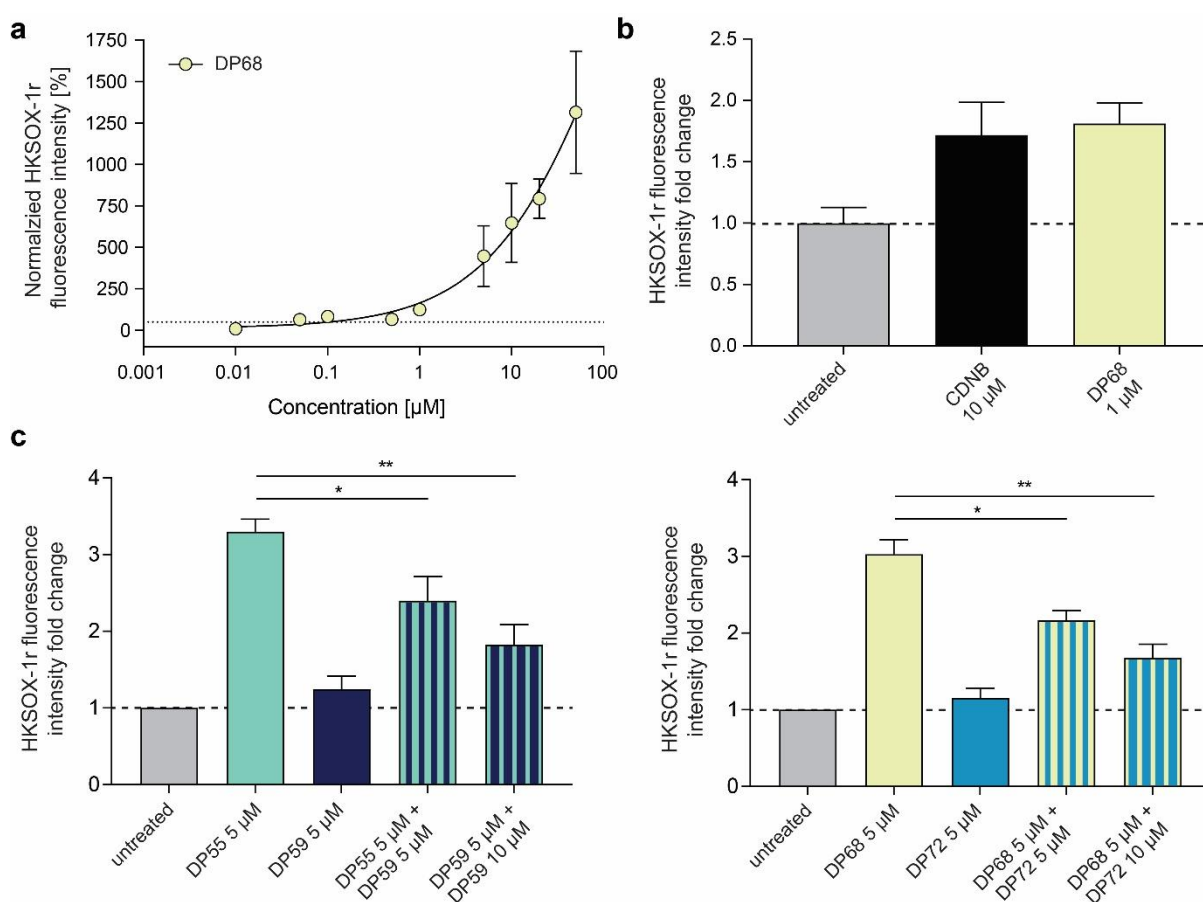 a
Normalzied HKSOX-1r
fluorescence intensity [%]
1750
1500
1250
1000
750
500
250
0
DP68
0.001
0.01
0.1
1
10
100
Concentration [µM]
b
HKSOX-1r fluorescence
intensity fold change
2.5
2.0
1.5
1.0
0.5
0.0
untreated
CDNB
10 µM
DP68
1 µM
c
HKSOX-1r fluorescence
intensity fold change
4
3
2
1
0
**
*
untreated
DP55 5 µM
DP59 5 µM
DP55 5 µM +
DP59 5 µM
DP59 5 µM +
DP59 10 µM
HKSOX-1r fluorescence
intensity fold change
4
3
2
1
0
**
*
untreated
DP68 5 µM
DP72 5 µM
DP68 5 µM +
DP72 5 µM
DP68 5 µM +
DP72 10 µM